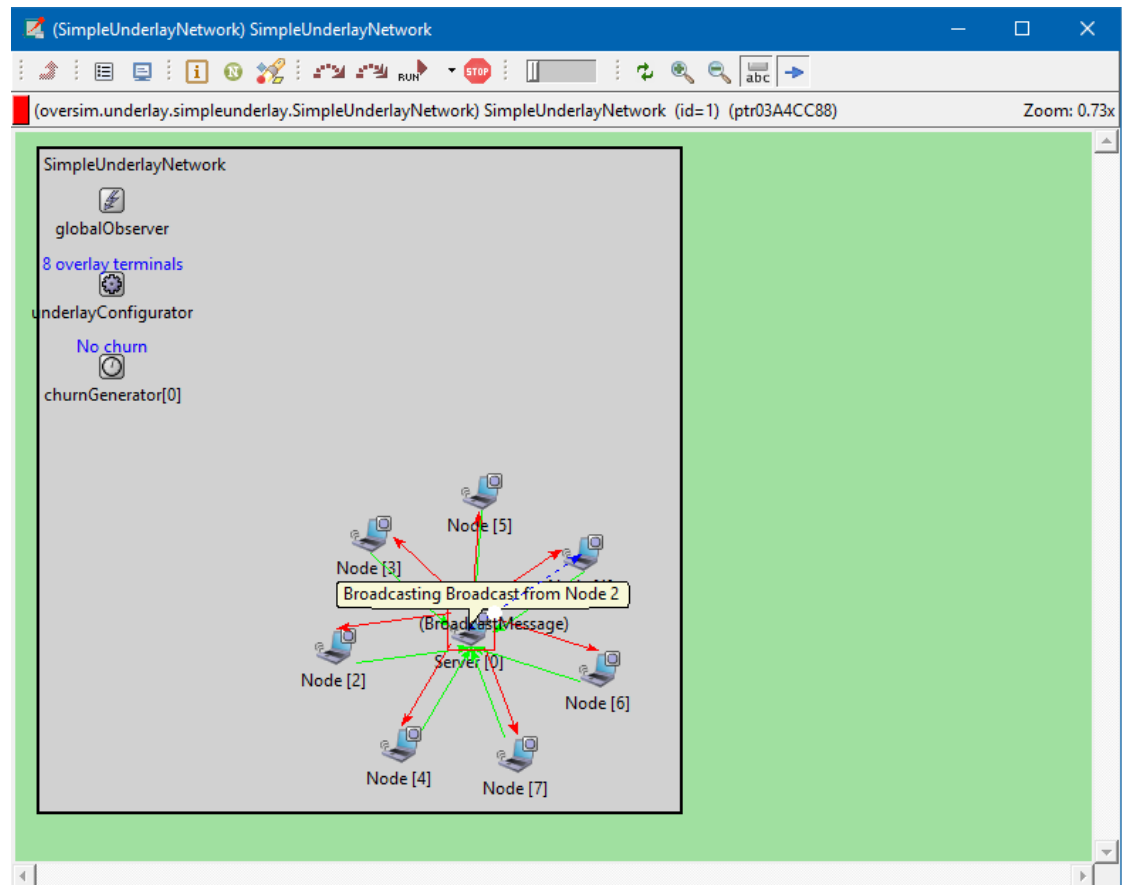 (SimpleUnderlayNetwork) SimpleUnderlayNetwork
RUN
STOP
abc
(oversim.underlay.simpleunderlay.SimpleUnderlayNetwork) SimpleUnderlayNetwork (id=1) (ptr03A4CC88)
Zoom: 0.73x
SimpleUnderlayNetwork
globalObserver
8 overlay terminals
underlayConfigurator
No churn
churnGenerator[0]
Node [5]
Node [3]
Broadcasting Broadcast from Node 2
(BroadcastMessage)
Server [0]
Node [2]
Node [6]
Node [4]
Node [7]